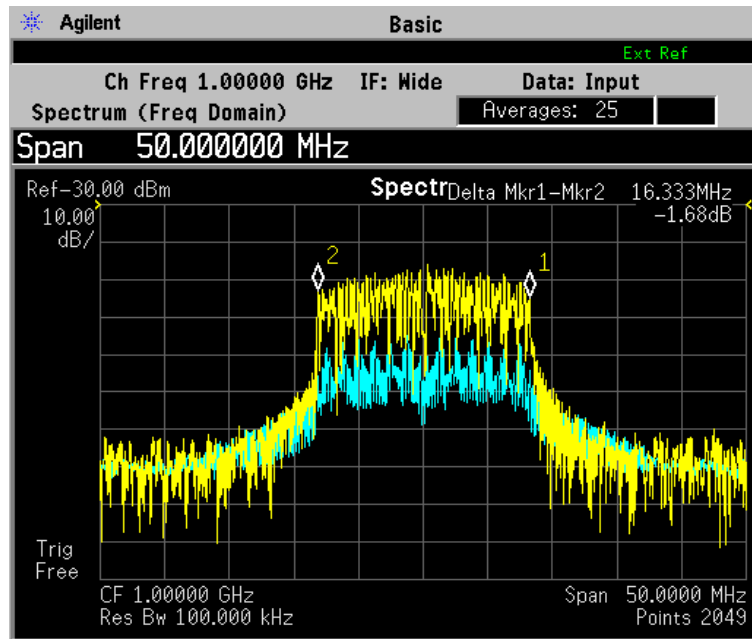 Agilent Basic
Ext Ref
Ch Freq 1.00000 GHz IF: Wide Data: Input
Spectrum (Freq Domain) Averages: 25
Span 50.000000 MHz
Ref-30.00 dBm Spectr Delta Mkr1-Mkr2 16.333MHz
10.00 -1.68dB
dB/
2
1
Trig
Free
CF 1.00000 GHz Span 50.0000 MHz
Res Bw 100.000 kHz Points 2049